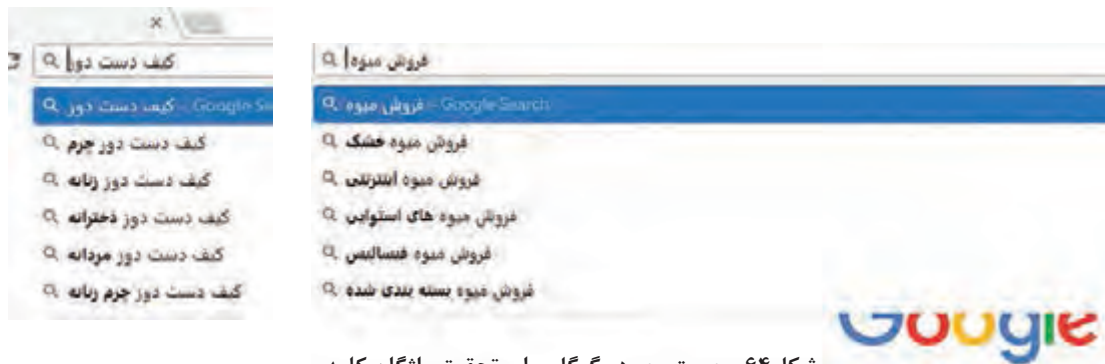 کیف دست دوز
کیف دست دوز - Google Se
کیف دست دوز چرم
کیف دست دوز زنانه
کیف دست دوز دخترانه
کیف دست دوز مردانه
کیف دست دوز چرم زنانه
فروش میوه
فروش میوه - Google Search
فروش میوه خشک
فروش میوه اینترنتی
فروش میوه های استوایی
فروش میوه فیسالیس
فروش میوه بسته بندی شده
Google